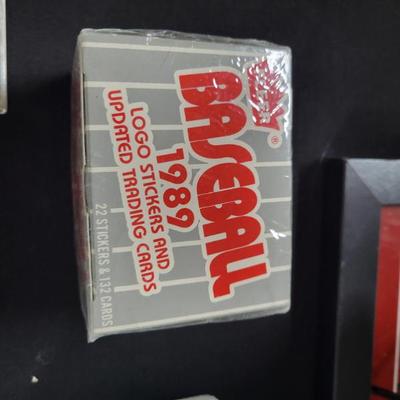 BASEBALL
®
1989
LOGO STICKERS AND
UPDATED TRADING CARDS
22 STICKERS & 132 CARDS